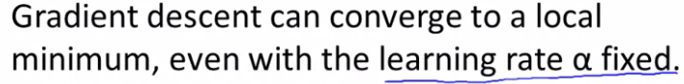 Gradient descent can converge to a local
minimum, even with the learning rate α fixed.